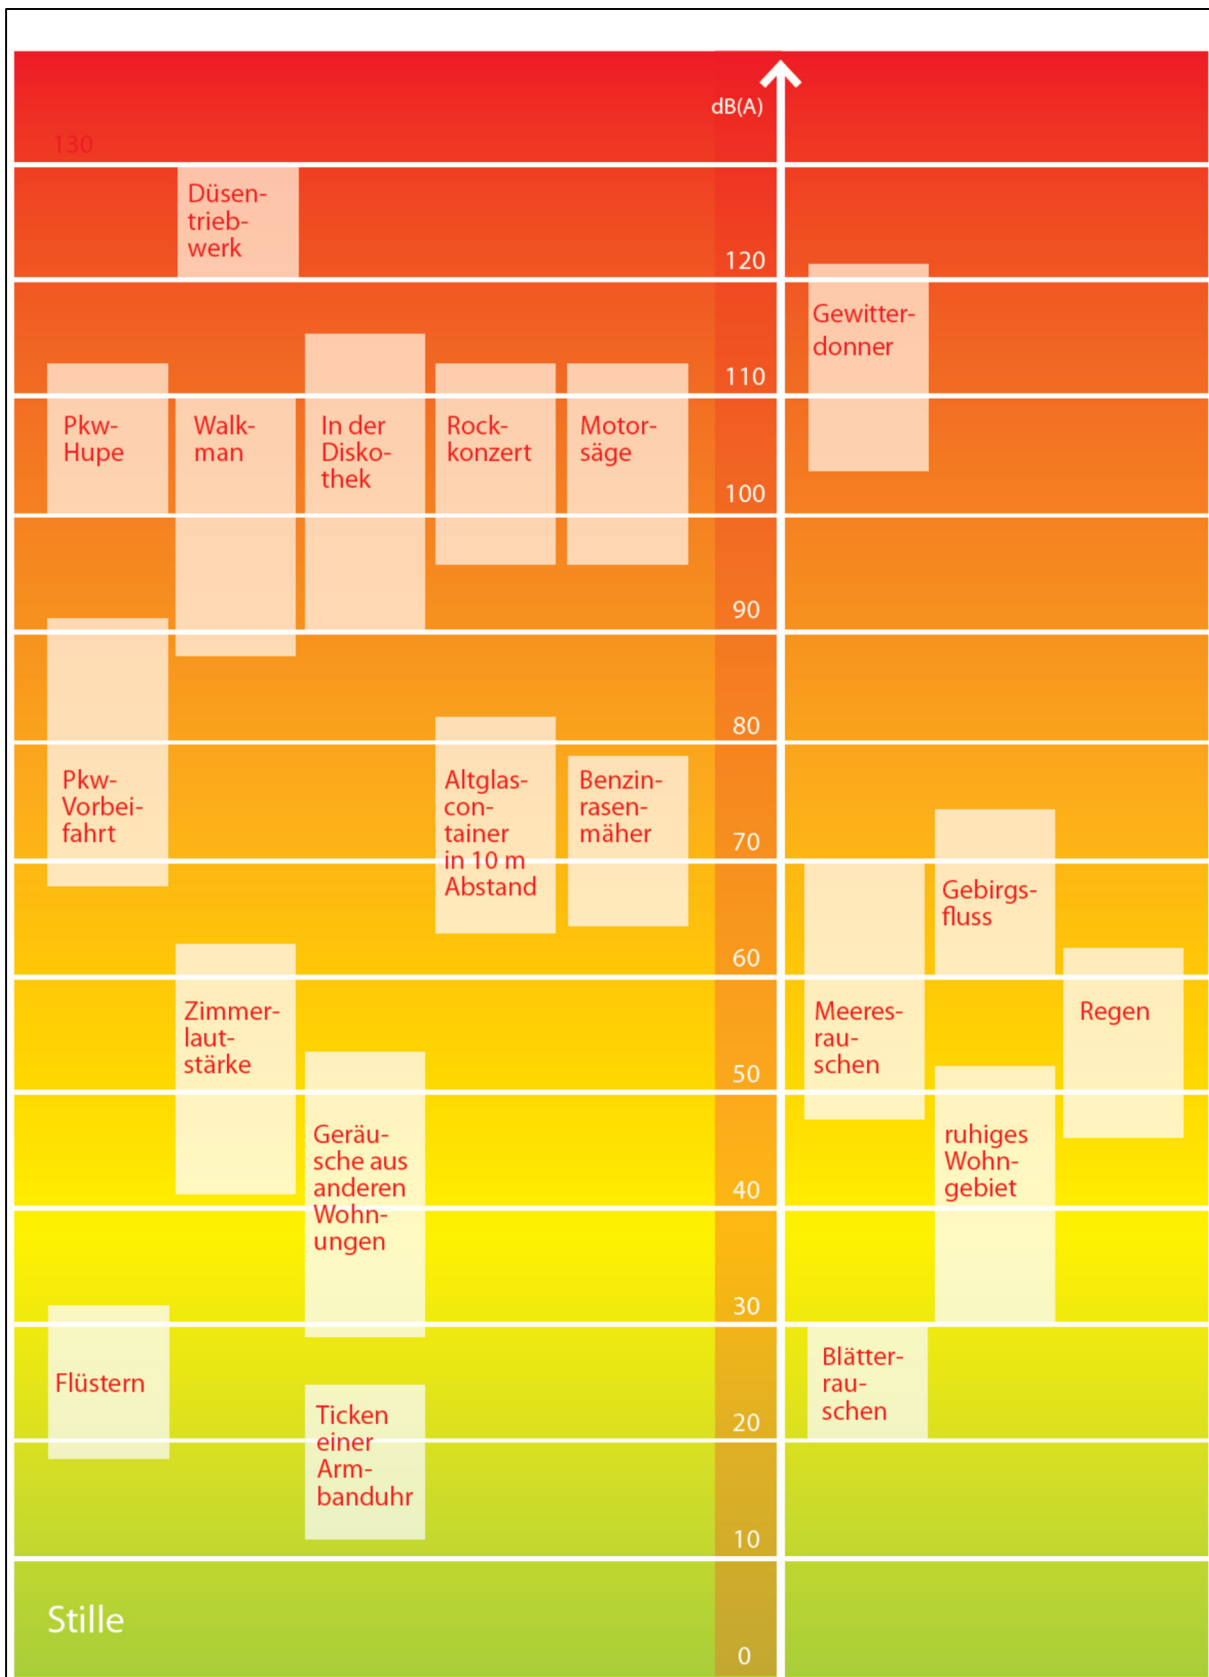 dB(A)
130
Düsen-
trieb-
werk
120
Gewitter-
donner
110
Pkw-
Hupe
Walk-
man
In der
Disko-
thek
Rock-
konzert
Motor-
säge
100
90
80
Pkw-
Vorbei-
fahrt
Altglas-
con-
tainer
in 10 m
Abstand
Benzin-
rasen-
mäher
70
Gebirgs-
fluss
60
Zimmer-
laut-
stärke
Meeres-
rau-
schen
Regen
50
Geräu-
sche aus
anderen
Wohn-
ungen
ruhiges
Wohn-
gebiet
40
30
Flüstern
Blätter-
rau-
schen
Ticken
einer
Arm-
banduhr
20
10
Stille
0